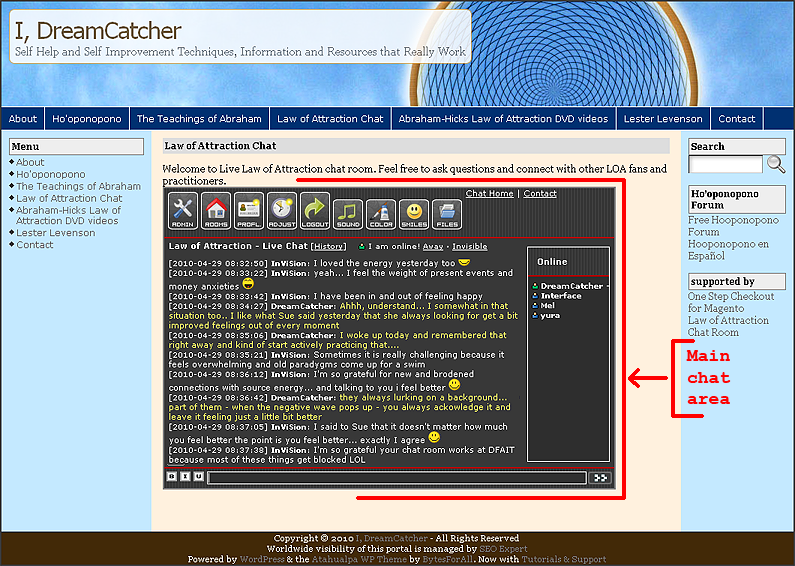 I, DreamCatcher
Self Help and Self Improvement Techniques, Information and Resources that Really Work
About
Ho'oponopono
The Teachings of Abraham
Law of Attraction Chat
Abraham-Hicks Law of Attraction DVD videos
Lester Levenson
Contact
Menu
About
Ho'oponopono
The Teachings of Abraham
Law of Attraction Chat
Abraham-Hicks Law of
Attraction DVD videos
Lester Levenson
Contact
Law of Attraction Chat
Welcome to Live Law of Attraction chat room. Feel free to ask questions and connect with other LOA fans and
practitioners.
Chat Home | Contact
ADMIN
ROOMS
PROFL.
ADJUST
LOGOUT
SOUND
COLOR
SMILES
FILES
Law of Attraction - Live Chat [History]
I am online! Away - Invisible
[2010-04-29 08:32:50] InViSion: I loved the energy yesterday too
[2010-04-29 08:33:22] InViSion: yeah... I feel the weight of present events and
money anxieties
[2010-04-29 08:33:42] InViSion: I have been in and out of feeling happy
[2010-04-29 08:34:27] DreamCatcher: Ahhh, understand... I somewhat in that
situation too.. I like what Sue said yesterday that she always looking for get a bit
improved feelings out of every moment
[2010-04-29 08:35:06] DreamCatcher: I woke up today and remembered that
right away and kind of start actively practicing that....
[2010-04-29 08:35:21] InViSion: Sometimes it is really challenging because it
feels overwhelming and old paradygms come up for a swim
[2010-04-29 08:36:12] InViSion: I'm so grateful for new and brodened
connections with source energy... and talking to you i feel better
[2010-04-29 08:36:42] DreamCatcher: they always lurking on a background...
part of them - when the negative wave pops up - you always ackowledge it and
leave it feeling just a little bit better
[2010-04-29 08:37:05] InViSion: I said to Sue that it doesn't matter how much
you feel better the point is you feel better... exactly I agree
[2010-04-29 08:37:38] InViSion: I'm so grateful your chat room works at DFAIT
because most of these things get blocked LOL
B I U
Online
DreamCatcher -
Interface
Mel
yura
Search
Ho'oponopono
Forum
Free Hooponopono
Forum
Hooponopono en
Español
supported by
One Step Checkout
for Magento
Law of Attraction
Chat Room
Main
chat
area
Copyright © 2010 I, DreamCatcher - All Rights Reserved
Worldwide visibility of this portal is managed by SEO Expert
Powered by WordPress & the Atahualpa WP Theme by BytesForAll. Now with Tutorials & Support